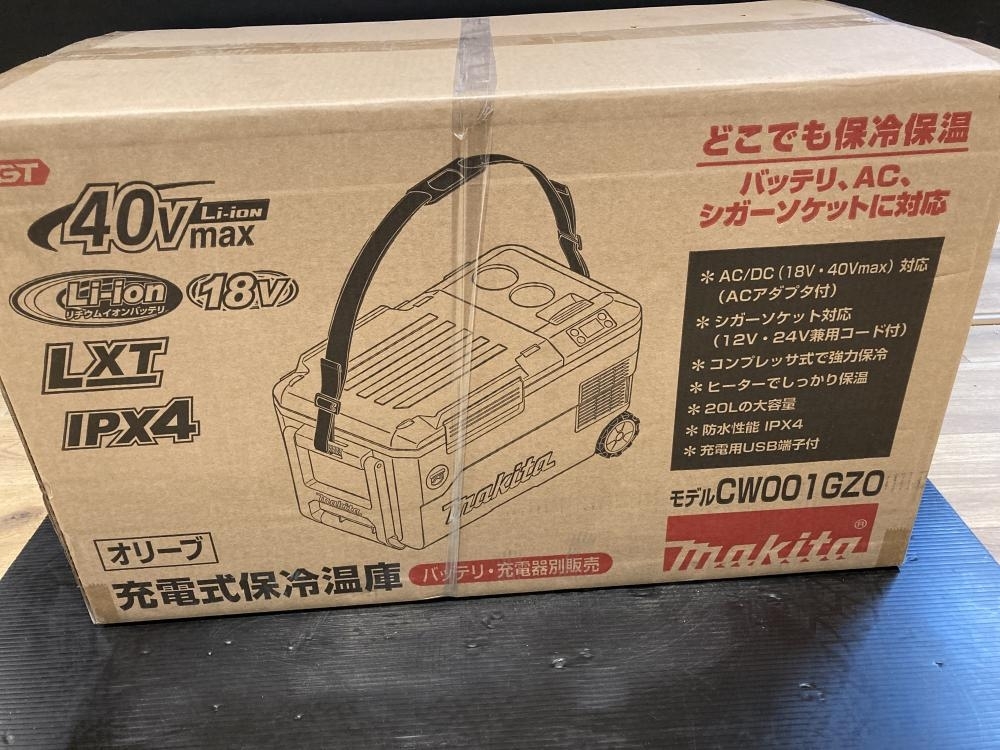 GT
40Vmax Li-ion
Li-ion
リチウムイオンバッテリ
18V
LXT
IPX4
どこでも保冷保温
バッテリ、AC、
シガーソケットに対応
＊AC/DC（18V・40Vmax）対応
（ACアダプタ付）
＊シガーソケット対応
（12V・24V兼用コード付）
＊コンプレッサ式で強力保冷
＊ヒーターでしっかり保温
＊20Lの大容量
＊防水性能 IPX4
＊充電用USB端子付
モデルCW001GZO
makita®
makita
makita
オリーブ
充電式保冷温庫
バッテリ・充電器別販売